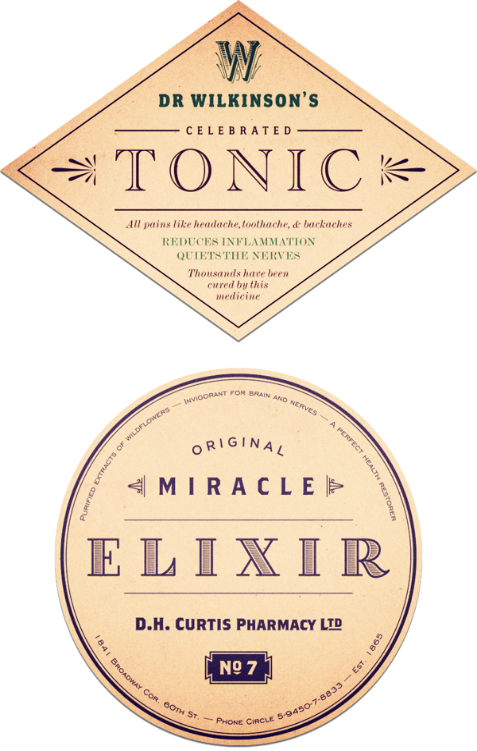 W
DR WILKINSON'S
CELEBRATED
TONIC
All pains like headache, toothache, & backaches
REDUCES INFLAMMATION
QUIETS THE NERVES
Thousands have been
cured by this
medicine
PURIFIED EXTRACTS OF WILDFLOWERS — INVIGORANT FOR BRAIN AND NERVES — A PERFECT HEALTH RESTORER
ORIGINAL
MIRACLE
ELIXIR
D.H. CURTIS PHARMACY LTD
Nº 7
1841 BROADWAY COR. 60TH ST. — PHONE CIRCLE 5-9450-7-8833 — EST. 1865